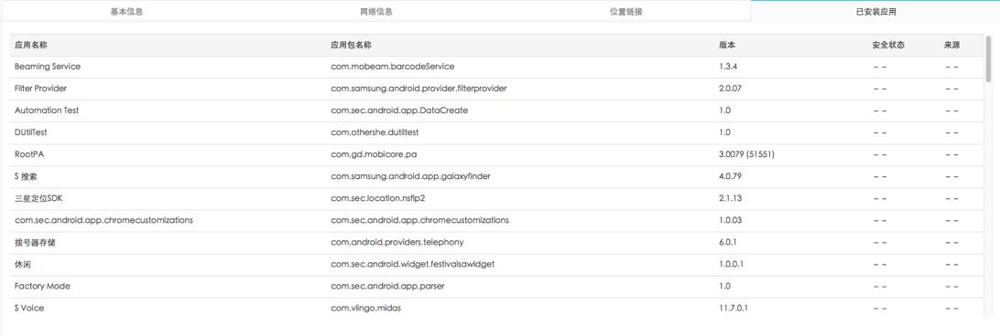 基本信息 网络信息 位置链接 已安装应用
应用名称 应用包名称 版本 安全状态 来源
Beaming Service com.mobeam.barcodeService 1.3.4 -- --
Filter Provider com.samsung.android.provider.filterprovider 2.0.07 -- --
Automation Test com.sec.android.app.DataCreate 1.0 -- --
DUtilTest com.othershe.dutiltest 1.0 -- --
RootPA com.gd.mobicore.pa 3.0079 (51551) -- --
S 搜索 com.samsung.android.app.galaxyfinder 4.0.79 -- --
三星定位SDK com.sec.location.nsflp2 2.1.13 -- --
com.sec.android.app.chromecustomizations com.sec.android.app.chromecustomizations 1.0.03 -- --
拨号器存储 com.android.providers.telephony 6.0.1 -- --
休闲 com.sec.android.widget.festivalsawidget 1.0.0.1 -- --
Factory Mode com.sec.android.app.parser 1.0 -- --
S Voice com.vlingo.midas 11.7.0.1 -- --